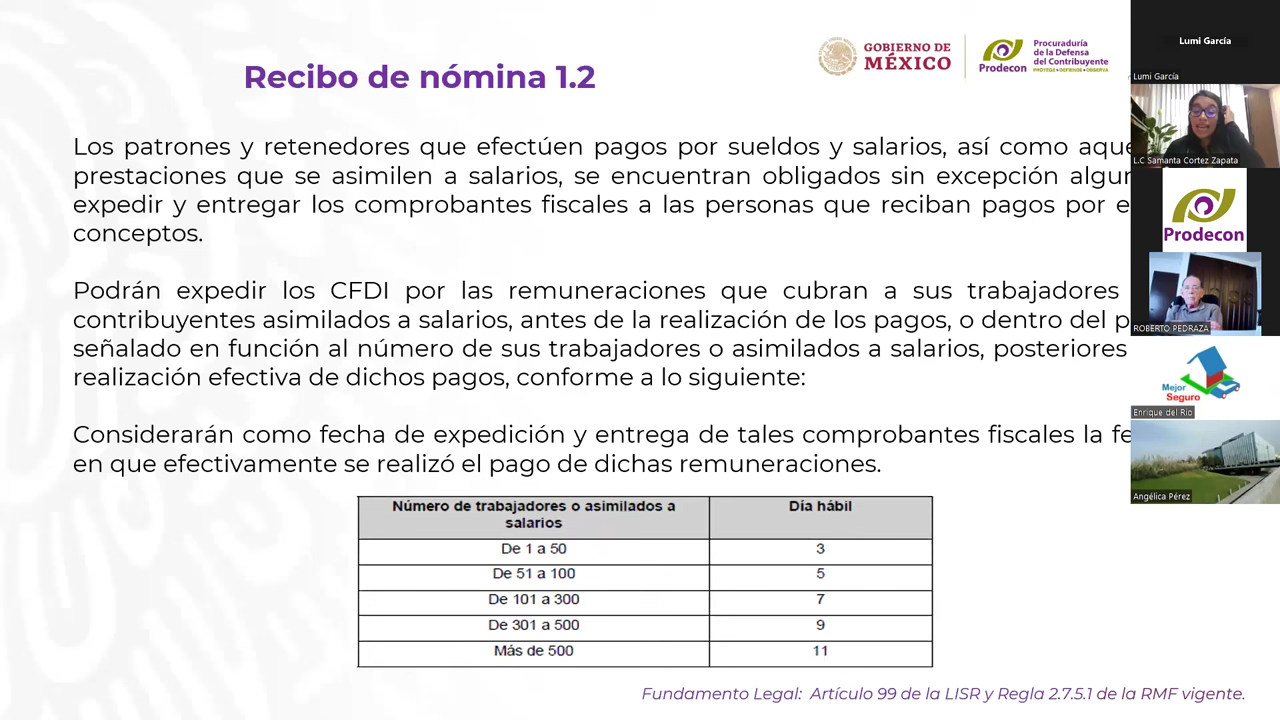 Recibo de nómina 1.2
GOBIERNO DE
MÉXICO
Prodecon
Procuraduría
de la Defensa
del Contribuyente
PROTEGE • DEFIENDE • OBSERVA
Los patrones y retenedores que efectúen pagos por sueldos y salarios, así como
prestaciones que se asimilen a salarios, se encuentran obligados sin excepción
expedir y entregar los comprobantes fiscales a las personas que reciban pagos por
conceptos.
Podrán expedir los CFDI por las remuneraciones que cubran a sus trabajadores
contribuyentes asimilados a salarios, antes de la realización de los pagos, o dentro del
señalado en función al número de sus trabajadores o asimilados a salarios, posteriores
realización efectiva de dichos pagos, conforme a lo siguiente:
Considerarán como fecha de expedición y entrega de tales comprobantes fiscales la
en que efectivamente se realizó el pago de dichas remuneraciones.
Número de trabajadores o asimilados a
salarios
Día hábil
De 1 a 50 3
De 51 a 100 5
De 101 a 300 7
De 301 a 500 9
Más de 500 11
Fundamento Legal: Artículo 99 de la LISR y Regla 2.7.5.1 de la RMF vigente.
Lumi García
Lumi García
L.C Samanta Cortez Zapata
Prodecon
ROBERTO PEDRAZA
Mejor
Seguro
Enrique del Río
Angélica Pérez